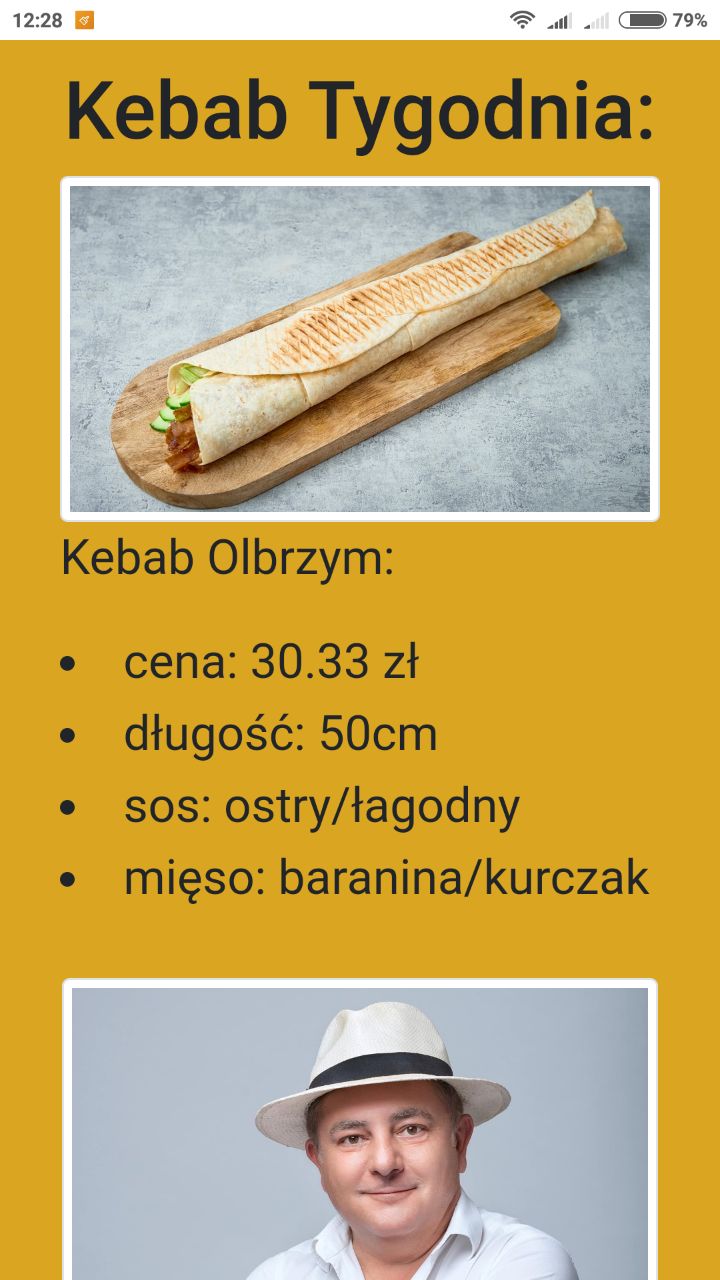 12:28 79%
Kebab Tygodnia:
Kebab Olbrzym:
• cena: 30.33 zł
• długość: 50cm
• sos: ostry/łagodny
• mięso: baranina/kurczak